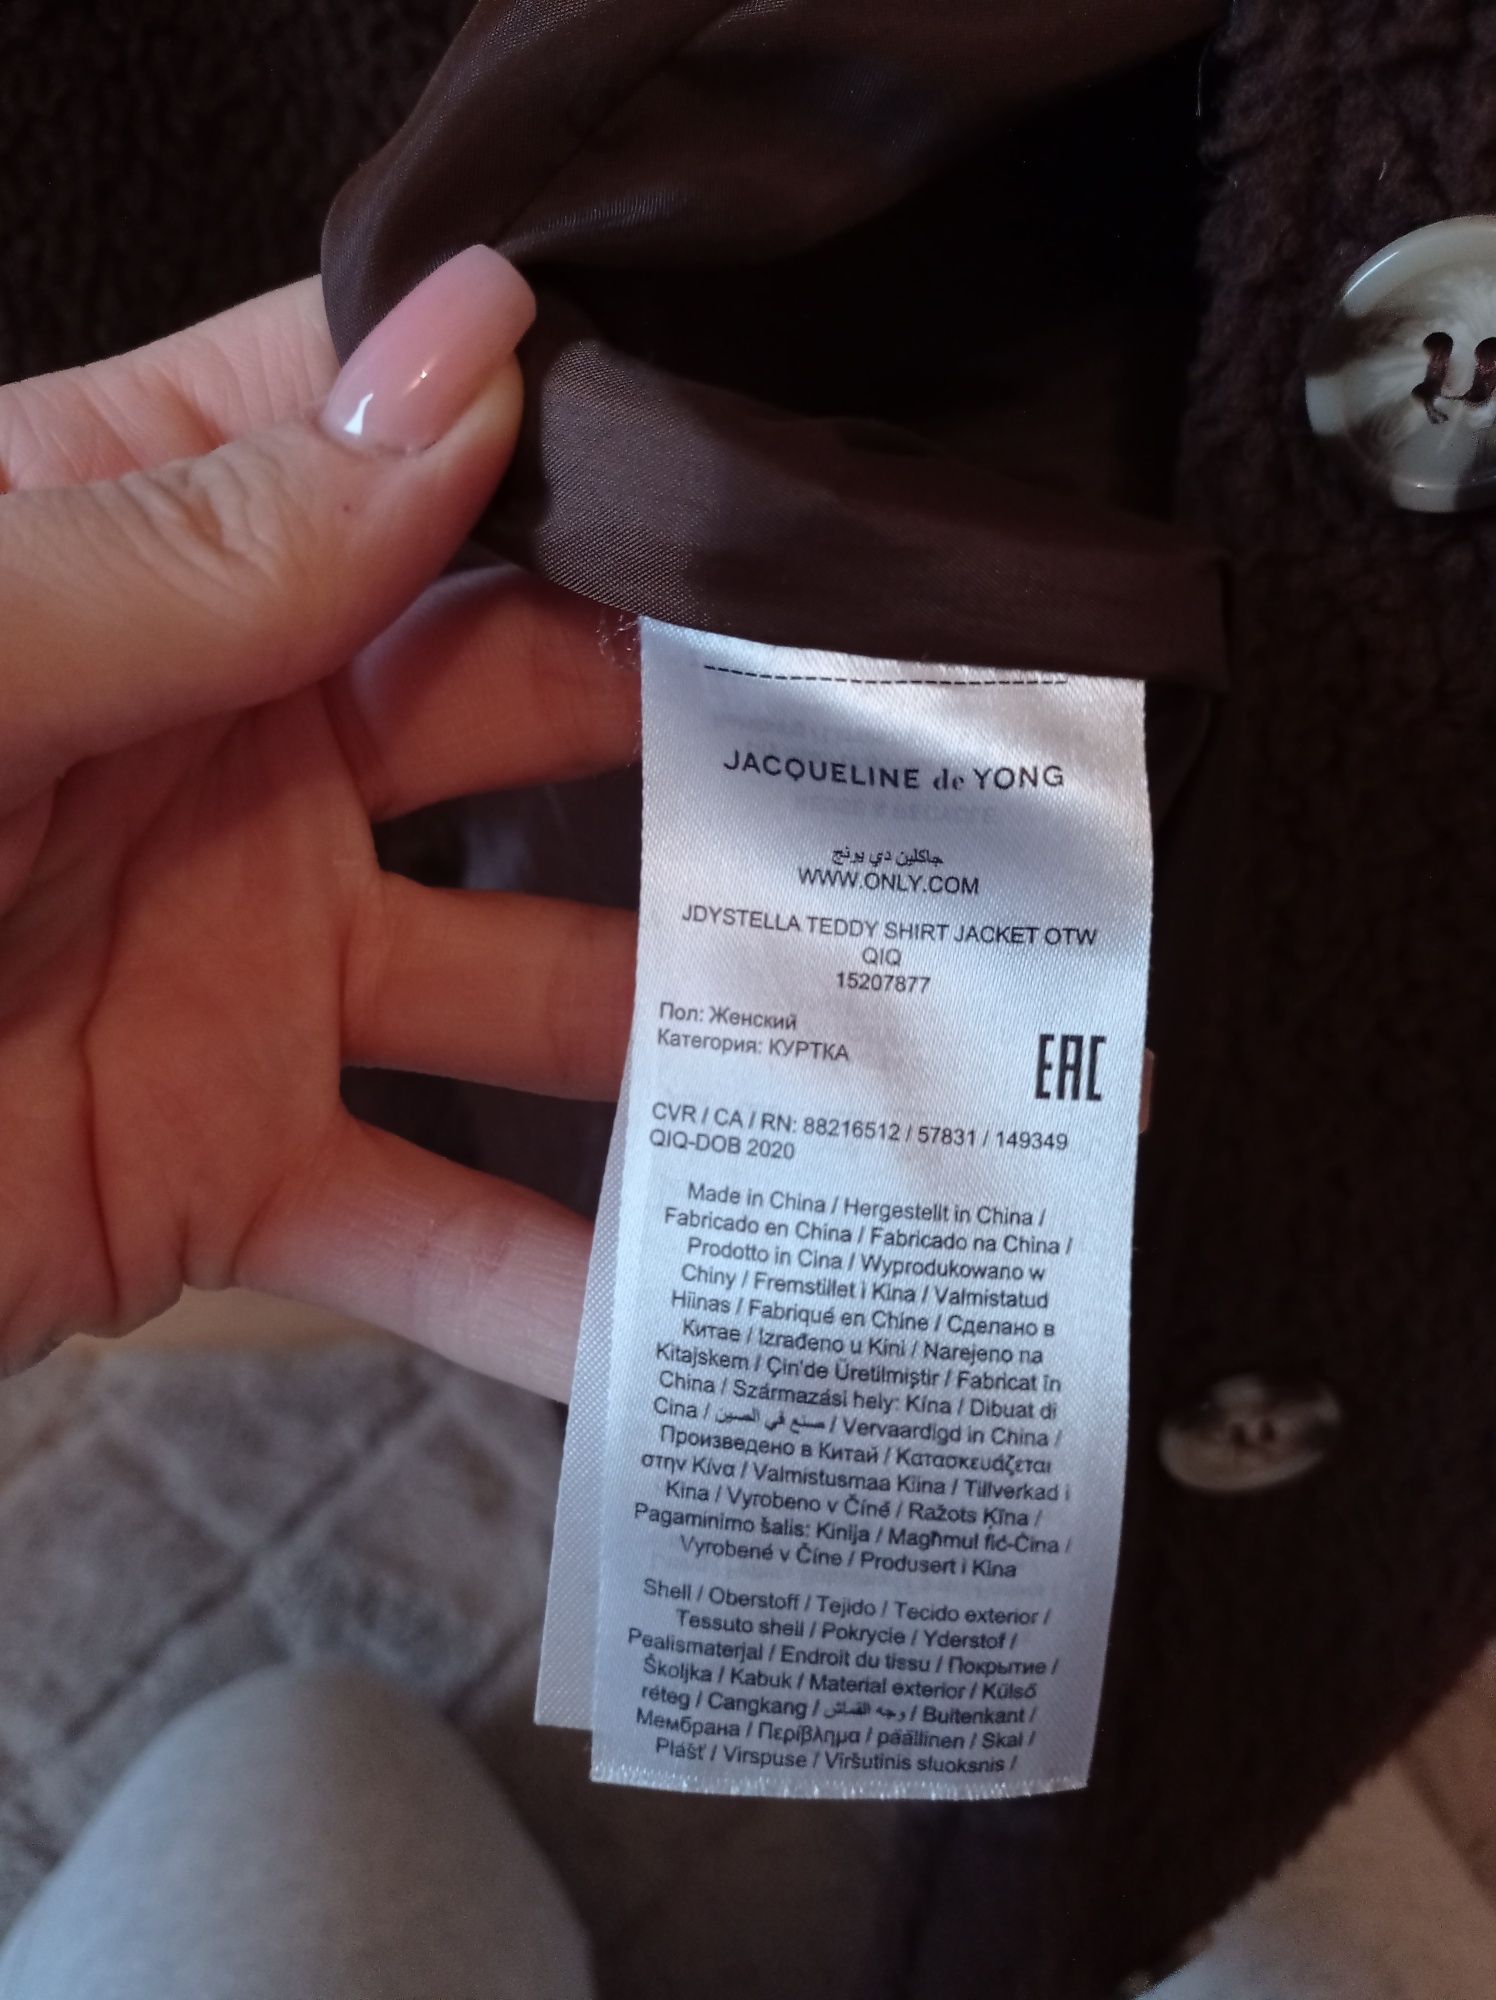 JACQUELINE de YONG
جاكلين دي يونج
WWW.ONLY.COM
JDYSTELLA TEDDY SHIRT JACKET OTW
QIQ
15207877
Пол: Женский
Категория: КУРТКА
EAC
CVR / CA / RN: 88216512 / 57831 / 149349
QIQ-DOB 2020
Made in China / Hergestellt in China /
Fabricado en China / Fabricado na China /
Prodotto in Cina / Wyprodukowano w
Chiny / Fremstillet i Kina / Valmistatud
Hiinas / Fabriqué en Chine / Сделано в
Китае / Izrađeno u Kini / Narejeno na
Kitajskem / Çin'de Üretilmiştir / Fabricat în
China / Származási hely: Kína / Dibuat di
Cina / صنع في الصين / Vervaardigd in China /
Произведено в Китай / Κατασκευάζεται
στην Κίνα / Valmistusmaa Kiina / Tillverkad i
Kina / Vyrobeno v Číně / Ražots Ķīna /
Pagaminimo šalis: Kinija / Magħmul fiċ-Ċina /
Vyrobené v Číne / Produsert i Kina
Shell / Oberstoff / Tejido / Tecido exterior /
Tessuto shell / Pokrycie / Yderstof /
Pealismaterjal / Endroit du tissu / Покрытие /
Školjka / Kabuk / Material exterior / Külső
réteg / Cangkang / وجه القماش / Buitenkant /
Мембрана / Περίβλημα / päällinen / Skal /
Plášť / Virspuse / Viršutinis sluoksnis /